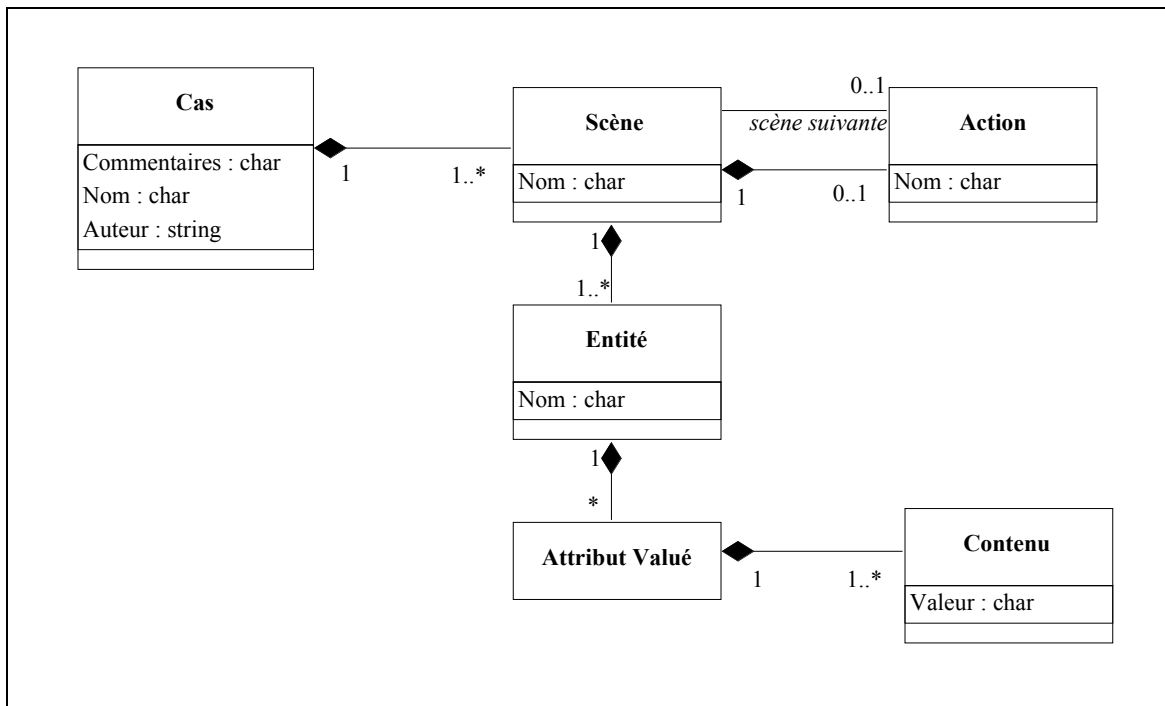 Cas
Commentaires : char
Nom : char
Auteur : string
1
1..*
Scène
Nom : char
0..1
scène suivante
1
0..1
Action
Nom : char
1
1..*
Entité
Nom : char
1
*
Attribut Valué
1
1..*
Contenu
Valeur : char